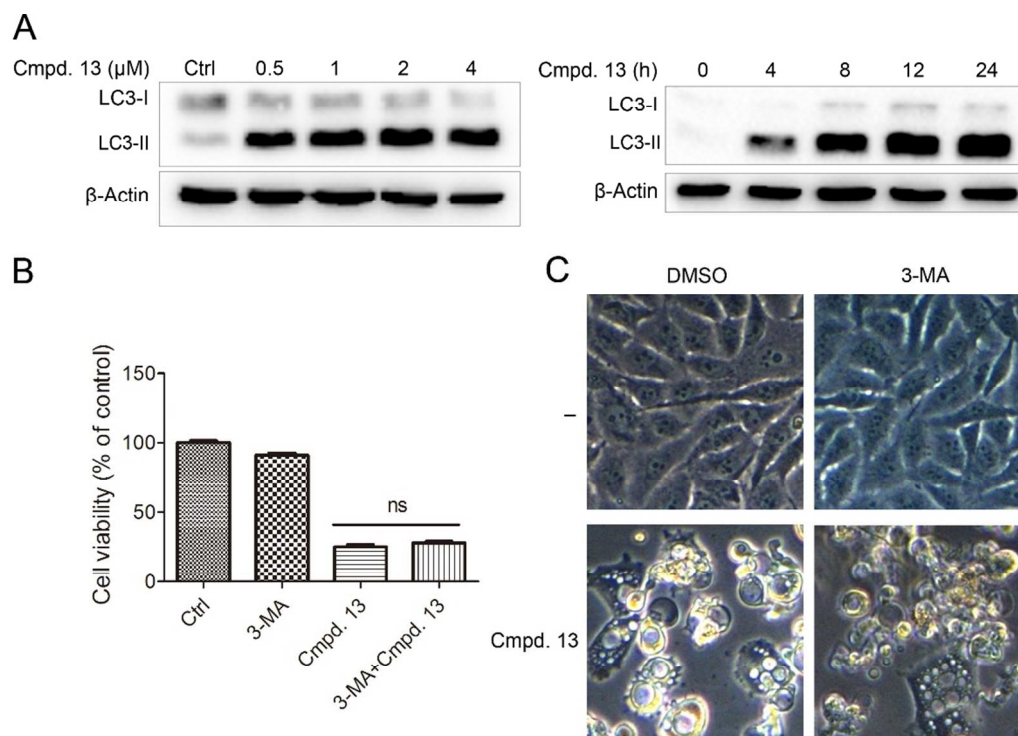 A
Cmpd. 13 (µM) Ctrl 0.5 1 2 4
LC3-I
LC3-II
β-Actin
Cmpd. 13 (h) 0 4 8 12 24
LC3-I
LC3-II
β-Actin
B
Cell viability (% of control)
150
100
50
0
ns
Ctrl
3-MA
Cmpd. 13
3-MA+Cmpd. 13
C
DMSO 3-MA
–
Cmpd. 13